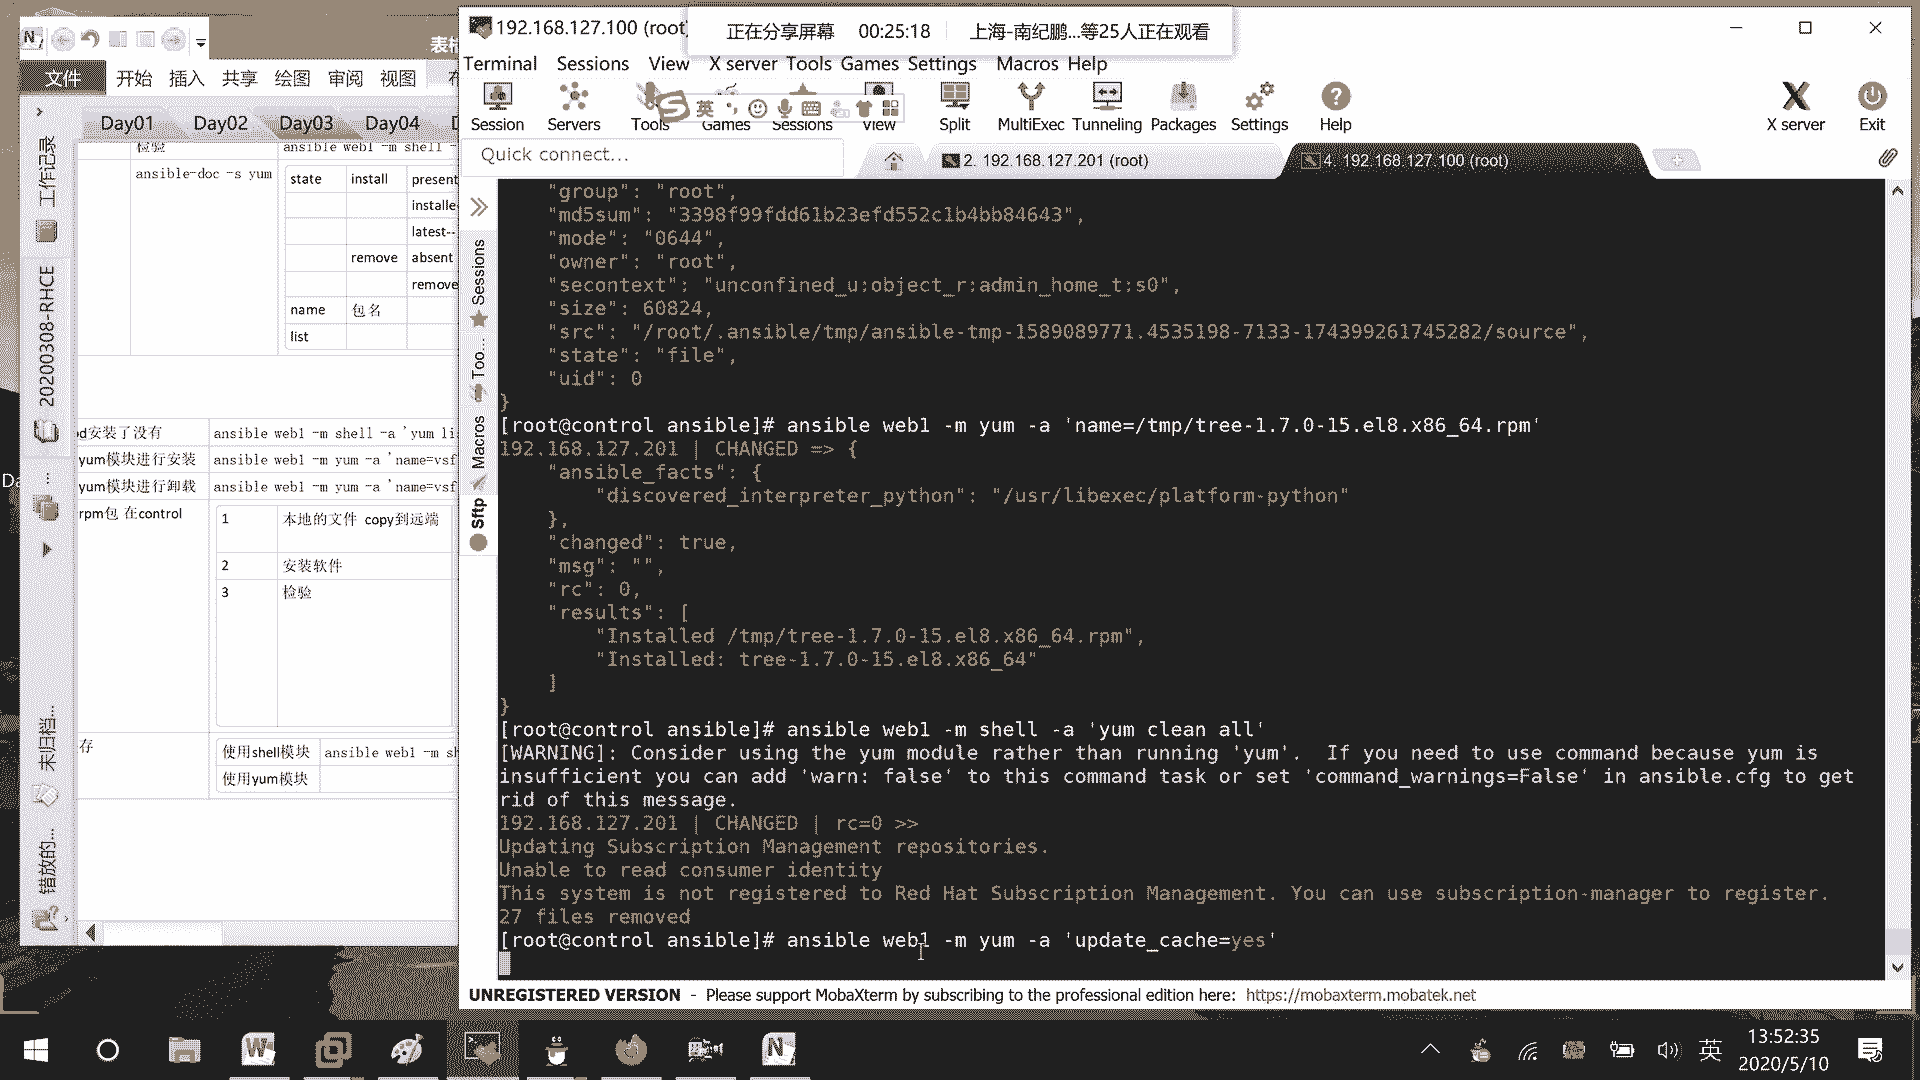 192.168.127.100 (root)
正在分享屏幕 00:25:18 上海-南纪鹏...等25人正在观看
Terminal Sessions View X server Tools Games Settings Macros Help
Session Servers Tools Games Sessions View Split MultiExec Tunneling Packages Settings Help X server Exit
英
Quick connect...
2. 192.168.127.201 (root)
4. 192.168.127.100 (root)
文件 开始 插入 共享 绘图 审阅 视图
Day01 Day02 Day03 Day04
工作记录
20200308-RHCE
未归档...
错放的...
检验 ansible web1 -m shell -
ansible-doc -s yum state install present
installe
latest--
remove absent
remove
name 包名
list
d安装了没有 ansible web1 -m shell -a 'yum li
yum模块进行安装 ansible web1 -m yum -a 'name=vsf
yum模块进行卸载 ansible web1 -m yum -a 'name=vsf
rpm包 在control 1 本地的文件 copy到远端
2 安装软件
3 检验
存 使用shell模块 ansible web1 -m sh
使用yum模块
Sessions
Too...
Macros
Sftp
"group": "root",
"md5sum": "3398f99fdd61b23efd552c1b4bb84643",
"mode": "0644",
"owner": "root",
"secontext": "unconfined_u:object_r:admin_home_t:s0",
"size": 60824,
"src": "/root/.ansible/tmp/ansible-tmp-1589089771.4535198-7133-174399261745282/source",
"state": "file",
"uid": 0
}
[root@control ansible]# ansible web1 -m yum -a 'name=/tmp/tree-1.7.0-15.el8.x86_64.rpm'
192.168.127.201 | CHANGED => {
"ansible_facts": {
"discovered_interpreter_python": "/usr/libexec/platform-python"
},
"changed": true,
"msg": "",
"rc": 0,
"results": [
"Installed /tmp/tree-1.7.0-15.el8.x86_64.rpm",
"Installed: tree-1.7.0-15.el8.x86_64"
]
}
[root@control ansible]# ansible web1 -m shell -a 'yum clean all'
[WARNING]: Consider using the yum module rather than running 'yum'.  If you need to use command because yum is
insufficient you can add 'warn: false' to this command task or set 'command_warnings=False' in ansible.cfg to get
rid of this message.
192.168.127.201 | CHANGED | rc=0 >>
Updating Subscription Management repositories.
Unable to read consumer identity
This system is not registered to Red Hat Subscription Management. You can use subscription-manager to register.
27 files removed
[root@control ansible]# ansible web1 -m yum -a 'update_cache=yes'
UNREGISTERED VERSION - Please support MobaXterm by subscribing to the professional edition here: https://mobaxterm.mobatek.net
英
13:52:35
2020/5/10